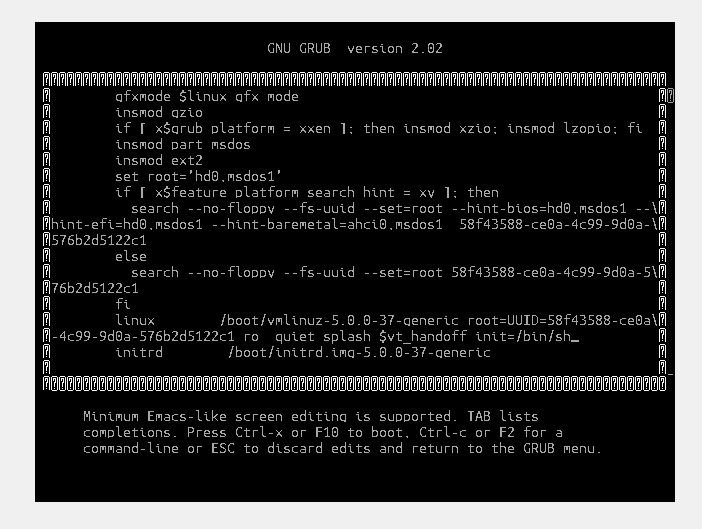 GNU GRUB version 2.02
gfxmode $linux_gfx_mode
insmod gzio
if [ x$grub_platform = xxen ]; then insmod xzio; insmod lzopio; fi
insmod part_msdos
insmod ext2
set root='hd0,msdos1'
if [ x$feature_platform_search_hint = xy ]; then
search --no-floppy --fs-uuid --set=root --hint-bios=hd0,msdos1 --\
hint-efi=hd0,msdos1 --hint-baremetal=ahci0,msdos1 58f43588-ce0a-4c99-9d0a-\
576b2d5122c1
else
search --no-floppy --fs-uuid --set=root 58f43588-ce0a-4c99-9d0a-5\
76b2d5122c1
fi
linux /boot/vmlinuz-5.0.0-37-generic root=UUID=58f43588-ce0a\
-4c99-9d0a-576b2d5122c1 ro quiet splash $vt_handoff init=/bin/sh_
initrd /boot/initrd.img-5.0.0-37-generic
Minimum Emacs-like screen editing is supported. TAB lists
completions. Press Ctrl-x or F10 to boot, Ctrl-c or F2 for a
command-line or ESC to discard edits and return to the GRUB menu.